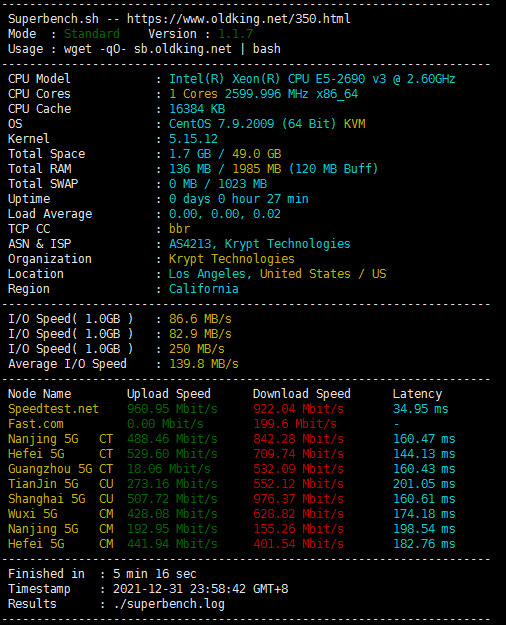 Superbench.sh -- https://www.oldking.net/350.html
Mode : Standard Version : 1.1.7
Usage : wget -qO- sb.oldking.net | bash
CPU Model : Intel(R) Xeon(R) CPU E5-2690 v3 @ 2.60GHz
CPU Cores : 1 Cores 2599.996 MHz x86_64
CPU Cache : 16384 KB
OS : CentOS 7.9.2009 (64 Bit) KVM
Kernel : 5.15.12
Total Space : 1.7 GB / 49.0 GB
Total RAM : 136 MB / 1985 MB (120 MB Buff)
Total SWAP : 0 MB / 1023 MB
Uptime : 0 days 0 hour 27 min
Load Average : 0.00, 0.00, 0.02
TCP CC : bbr
ASN & ISP : AS4213, Krypt Technologies
Organization : Krypt Technologies
Location : Los Angeles, United States / US
Region : California
I/O Speed( 1.0GB ) : 86.6 MB/s
I/O Speed( 1.0GB ) : 82.9 MB/s
I/O Speed( 1.0GB ) : 250 MB/s
Average I/O Speed : 139.8 MB/s
Node Name Upload Speed Download Speed Latency
Speedtest.net 960.95 Mbit/s 922.04 Mbit/s 34.95 ms
Fast.com 0.00 Mbit/s 199.6 Mbit/s -
Nanjing 5G CT 488.46 Mbit/s 842.28 Mbit/s 160.47 ms
Hefei 5G CT 529.60 Mbit/s 709.74 Mbit/s 144.13 ms
Guangzhou 5G CT 18.06 Mbit/s 532.09 Mbit/s 160.43 ms
TianJin 5G CU 273.16 Mbit/s 552.12 Mbit/s 201.05 ms
Shanghai 5G CU 507.72 Mbit/s 976.37 Mbit/s 160.61 ms
Wuxi 5G CM 428.08 Mbit/s 628.82 Mbit/s 174.18 ms
Nanjing 5G CM 192.95 Mbit/s 155.26 Mbit/s 198.54 ms
Hefei 5G CM 441.94 Mbit/s 401.54 Mbit/s 182.76 ms
Finished in : 5 min 16 sec
Timestamp : 2021-12-31 23:58:42 GMT+8
Results : ./superbench.log